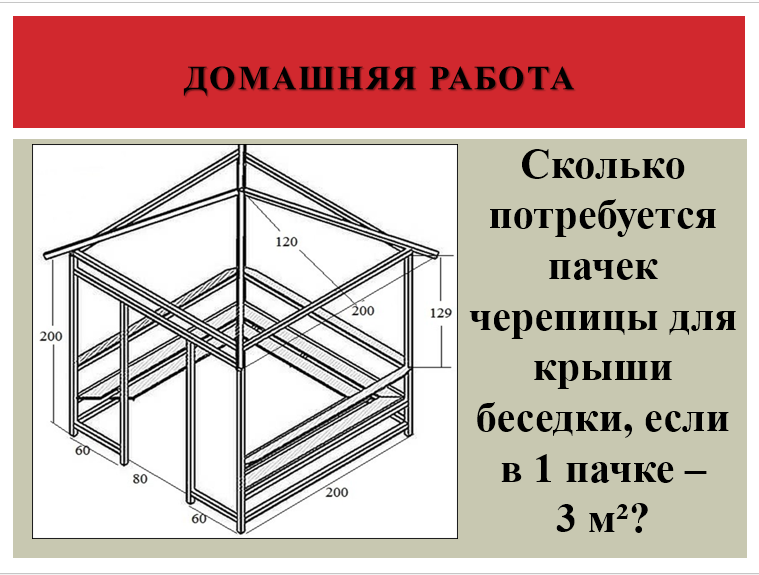 ДОМАШНЯЯ РАБОТА
Сколько
потребуется
пачек
черепицы для
крыши
беседки, если
в 1 пачке –
3 м²?
120
200
129
200
60
80
60
200